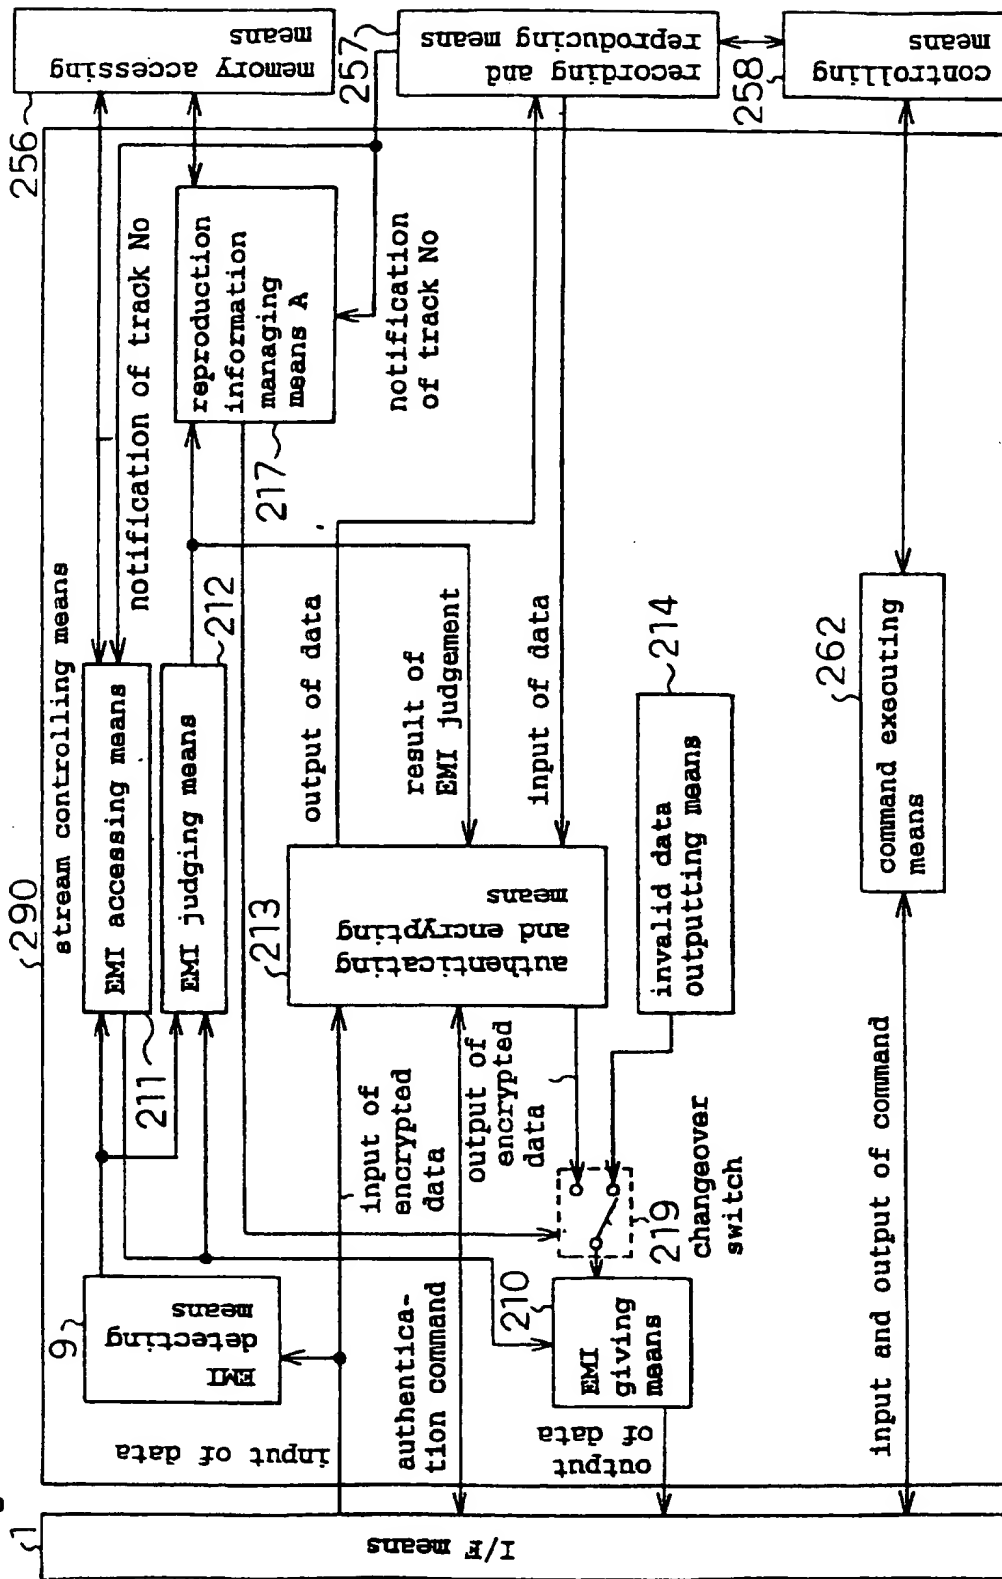 290
stream controlling means
1
I/F means
input of data
9
EMI
detecting
means
211
EMI accessing means
EMI judging means
212
notification of track No
256
memory accessing
means
reproduction
information
managing
means A
217
notification
of track No
257
recording and
reproducing means
258
controlling
means
input of
encrypted
data
authentica-
tion command
output of
encrypted
data
213
authenticating
and encrypting
means
output of data
result of
EMI judgement
input of data
214
invalid data
outputting means
219
changeover
switch
210
EMI
giving
means
output
of data
262
command executing
means
input and output of command